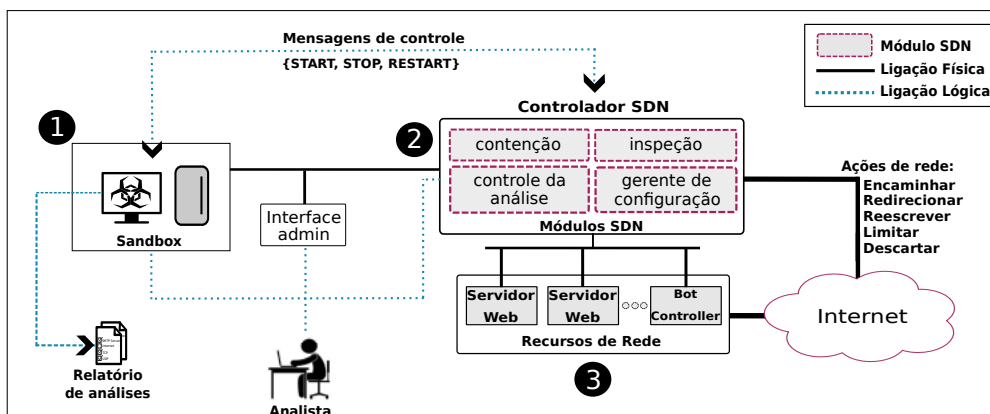 Mensagens de controle
{START, STOP, RESTART}
Módulo SDN
Ligação Física
Ligação Lógica
1
Sandbox
Interface
admin
2
Controlador SDN
contenção
inspeção
controle da
análise
gerente de
configuração
Módulos SDN
Ações de rede:
Encaminhar
Redirecionar
Reescrever
Limitar
Descartar
Servidor
Web
Servidor
Web
Bot
Controller
Recursos de Rede
3
Internet
Relatório
de análises
Analista